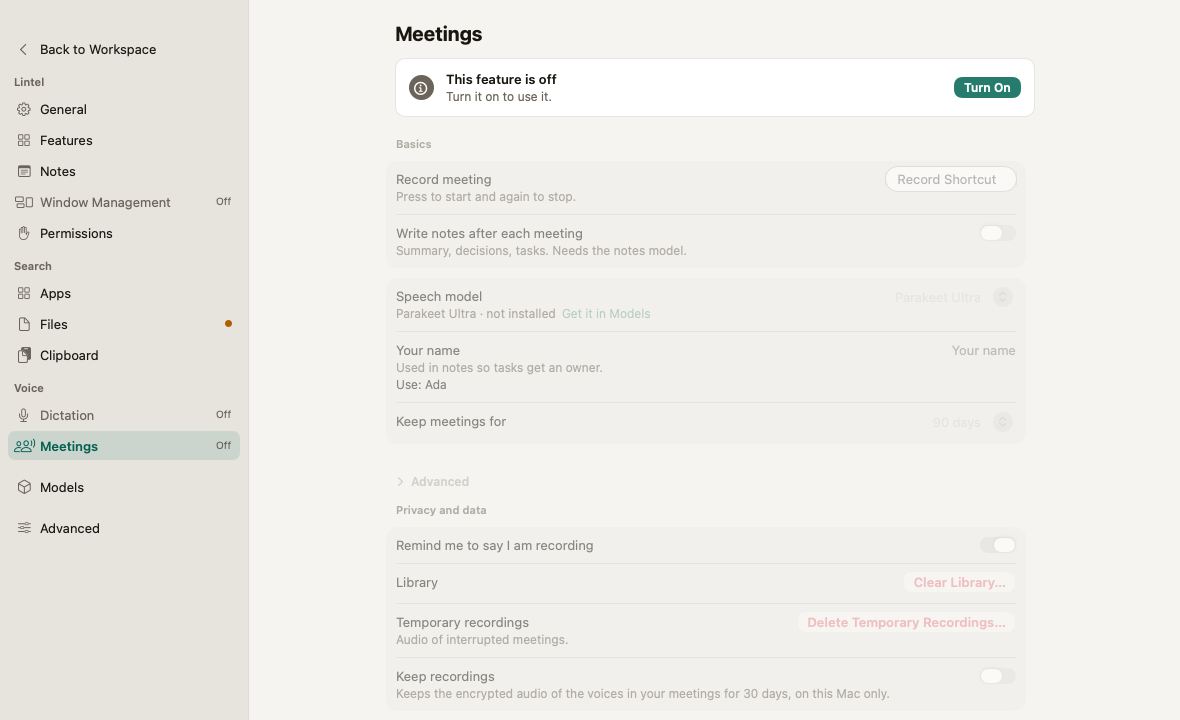 Back to Workspace
Lintel
General
Features
Notes
Window Management Off
Permissions
Search
Apps
Files
Clipboard
Voice
Dictation Off
Meetings Off
Models
Advanced
Meetings
This feature is off
Turn it on to use it.
Turn On
Basics
Record meeting
Press to start and again to stop.
Record Shortcut
Write notes after each meeting
Summary, decisions, tasks. Needs the notes model.
Speech model
Parakeet Ultra · not installed Get it in Models
Parakeet Ultra
Your name
Used in notes so tasks get an owner.
Use: Ada
Your name
Keep meetings for
90 days
Advanced
Privacy and data
Remind me to say I am recording
Library
Clear Library...
Temporary recordings
Audio of interrupted meetings.
Delete Temporary Recordings...
Keep recordings
Keeps the encrypted audio of the voices in your meetings for 30 days, on this Mac only.